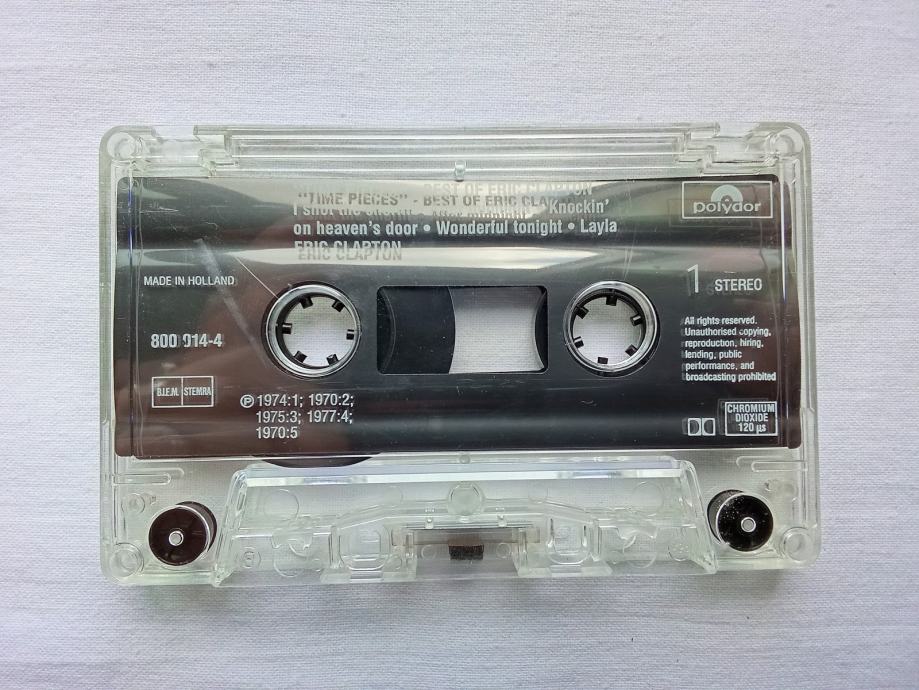 "TIME PIECES" - BEST OF ERIC CLAPTON
I shot the sheriff • After midnight • Knockin'
on heaven's door • Wonderful tonight • Layla
ERIC CLAPTON
polydor
MADE IN HOLLAND
1 STEREO
800 014-4
All rights reserved.
Unauthorised copying,
reproduction, hiring,
lending, public
performance, and
broadcasting prohibited
B.I.E.M. STEMRA
℗ 1974:1; 1970:2;
1975:3; 1977:4;
1970:5
CHROMIUM
DIOXIDE
120 µs